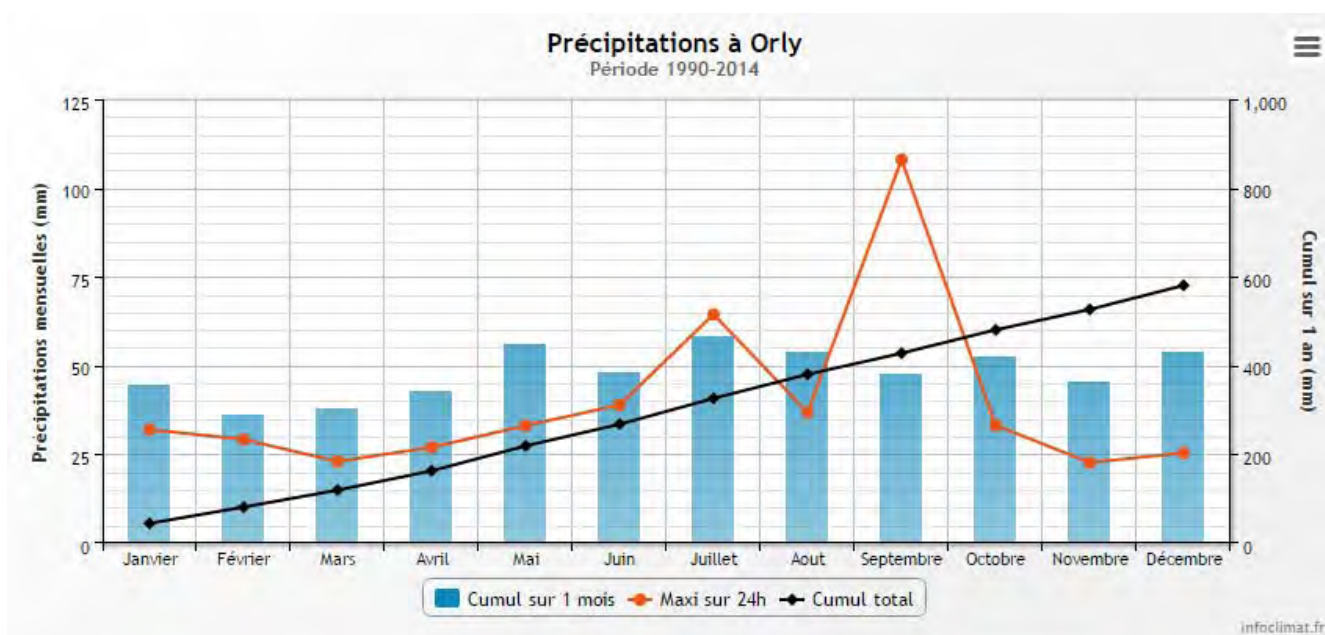 Précipitations à Orly
Période 1990-2014
Précipitations mensuelles (mm)
125
100
75
50
25
0
1,000
800
600
400
200
0
Cumul sur 1 an (mm)
Janvier Février Mars Avril Mai Juin Juillet Aout Septembre Octobre Novembre Décembre
Cumul sur 1 mois Maxi sur 24h Cumul total
infoclimat.fr